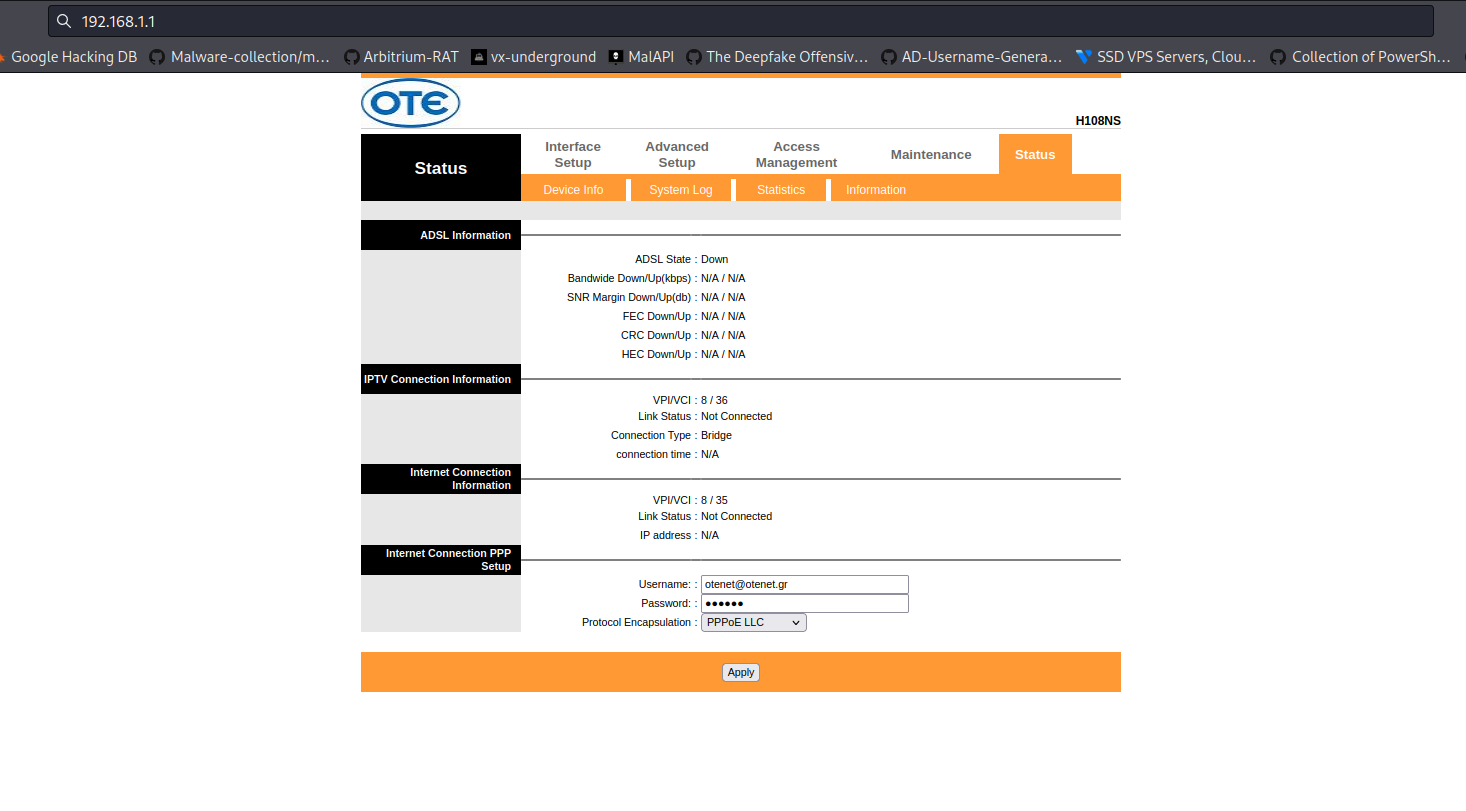 192.168.1.1
Google Hacking DB Malware-collection/m... Arbitrium-RAT vx-underground MalAPI The Deepfake Offensiv... AD-Username-Genera... SSD VPS Servers, Clou... Collection of PowerSh...
OTE
H108NS
Status
Interface Setup
Advanced Setup
Access Management
Maintenance
Status
Device Info System Log Statistics Information
ADSL Information
ADSL State : Down
Bandwide Down/Up(kbps) : N/A / N/A
SNR Margin Down/Up(db) : N/A / N/A
FEC Down/Up : N/A / N/A
CRC Down/Up : N/A / N/A
HEC Down/Up : N/A / N/A
IPTV Connection Information
VPI/VCI : 8 / 36
Link Status : Not Connected
Connection Type : Bridge
connection time : N/A
Internet Connection
Information
VPI/VCI : 8 / 35
Link Status : Not Connected
IP address : N/A
Internet Connection PPP
Setup
Username: : otenet@otenet.gr
Password: : ●●●●●●
Protocol Encapsulation : PPPoE LLC
Apply